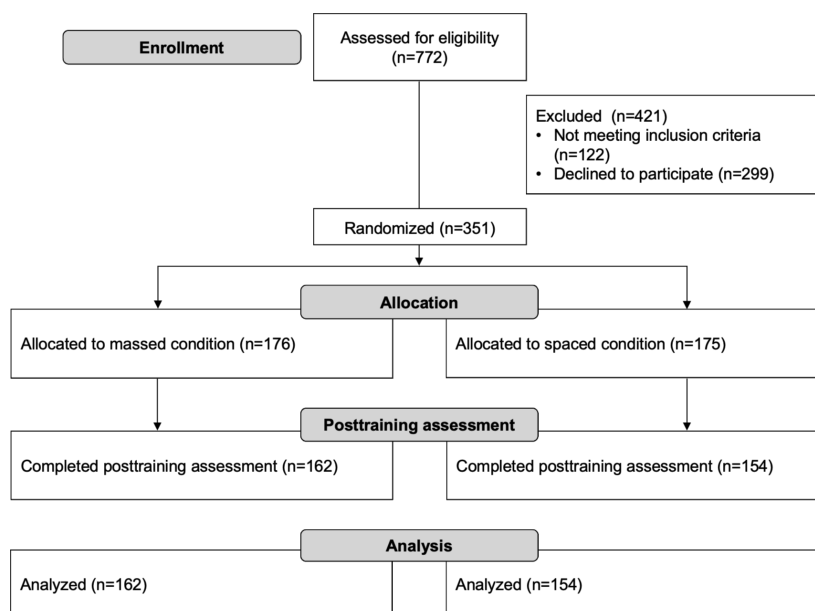 Enrollment
Assessed for eligibility
(n=772)
Excluded (n=421)
• Not meeting inclusion criteria
(n=122)
• Declined to participate (n=299)
Randomized (n=351)
Allocation
Allocated to massed condition (n=176)
Allocated to spaced condition (n=175)
Posttraining assessment
Completed posttraining assessment (n=162)
Completed posttraining assessment (n=154)
Analysis
Analyzed (n=162)
Analyzed (n=154)